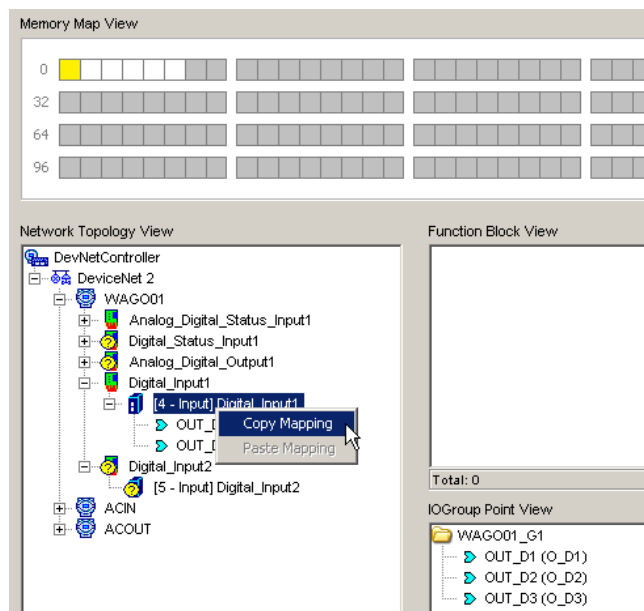 Memory Map View
0
32
64
96
Network Topology View
DevNetController
DeviceNet 2
WAGO01
Analog_Digital_Status_Input1
Digital_Status_Input1
Analog_Digital_Output1
Digital_Input1
[4 - Input] Digital_Input1
OUT_D
Copy Mapping
OUT_D
Paste Mapping
Digital_Input2
[5 - Input] Digital_Input2
ACIN
ACOUT
Function Block View
Total: 0
IOGroup Point View
WAGO01_G1
OUT_D1 (O_D1)
OUT_D2 (O_D2)
OUT_D3 (O_D3)